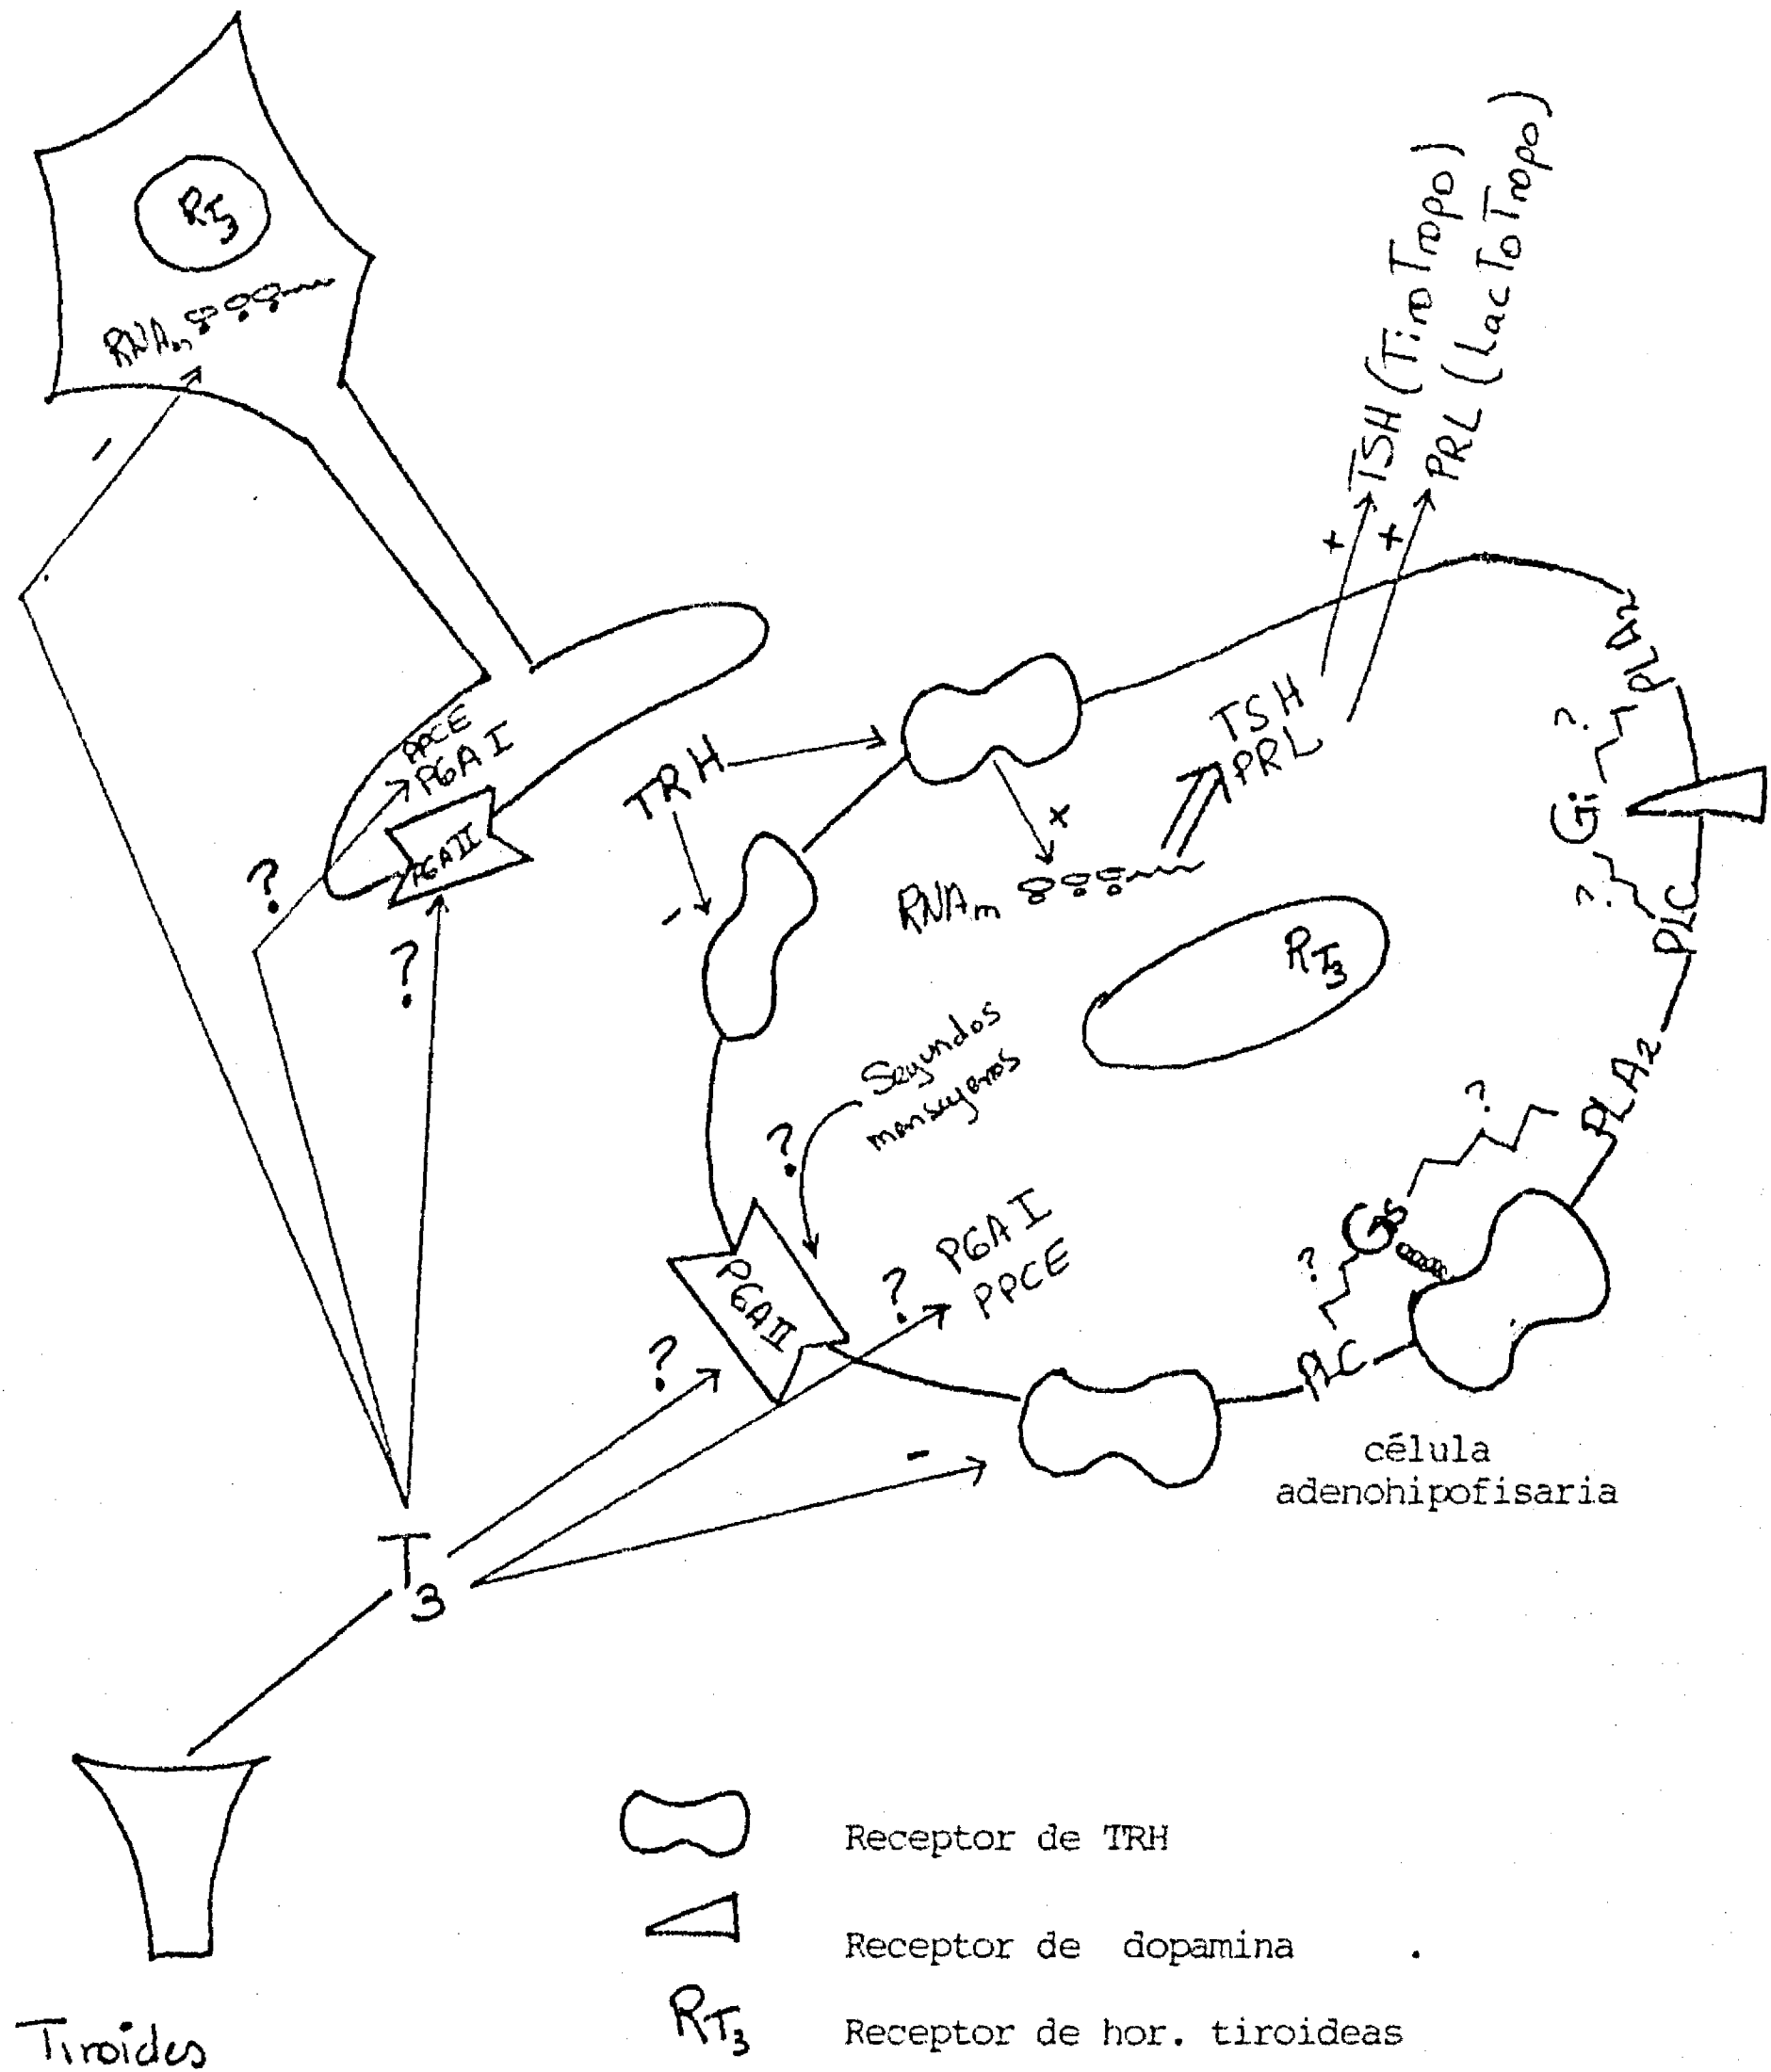 RT3
RNAm
-
TSH (TiroTropo)
PRL (LacToTropo)
+
+
PPCE
PGA I
PGA II
?
?
TRH
-
+
TSH
PRL
RNAm
RT3
PLA2
?
Gi
?
PLC
PLA2
?
Gs
?
PLC
Segundos
mensajeros
?
PGA II
PGA I
PPCE
?
?
-
célula
adenohipofisaria
T3
Tiroides
Receptor de TRH
Receptor de dopamina
RT3 Receptor de hor. tiroideas